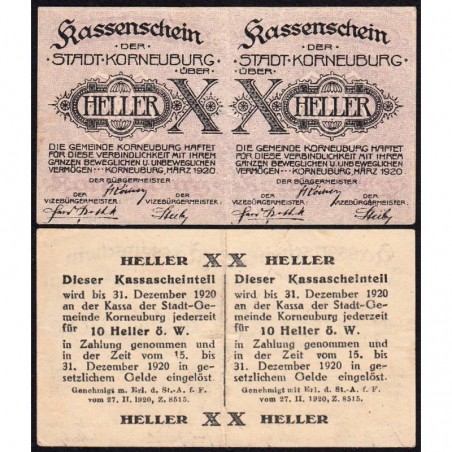 Kassenschein
DER
STADT·KORNEUBURG
ÜBER
HELLER X
DIE GEMEINDE KORNEUBURG HAFTET
FÜR DIESE VERBINDLICHKEIT MIT IHREM
GANZEN BEWEGLICHEN U. UNBEWEGLICHEN
VERMÖGEN···KORNEUBURG, MÄRZ 1920.
DER BÜRGERMEISTER:
DER
VIZEBÜRGERMEISTER:
Kassenschein
DER
STADT·KORNEUBURG
ÜBER
X HELLER
DIE GEMEINDE KORNEUBURG HAFTET
FÜR DIESE VERBINDLICHKEIT MIT IHREM
GANZEN BEWEGLICHEN U. UNBEWEGLICHEN
VERMÖGEN···KORNEUBURG, MÄRZ 1920
DER BÜRGERMEISTER:
DER
VIZEBÜRGERMEISTER:
HELLER X
Dieser Kassascheinteil
wird bis 31. Dezember 1920
an der Kassa der Stadt-Ge-
meinde Korneuburg jederzeit
für 10 Heller ö. W.
in Zahlung genommen und
in der Zeit vom 15. bis
31. Dezember 1920 in ge-
setzlichem Gelde eingelöst.
Genehmigt m. Erl. d. St.-A. f. F.
vom 27. II. 1920, Z. 8515.
HELLER X
X HELLER
Dieser Kassascheinteil
wird bis 31. Dezember 1920
an der Kassa der Stadt-Ge-
meinde Korneuburg jederzeit
für 10 Heller ö. W.
in Zahlung genommen und
in der Zeit vom 15. bis
31. Dezember 1920 in ge-
setzlichem Gelde eingelöst.
Genehmigt mit Erl. d. St.-A. f. F.
vom 27. II. 1920, Z. 8515.
X HELLER